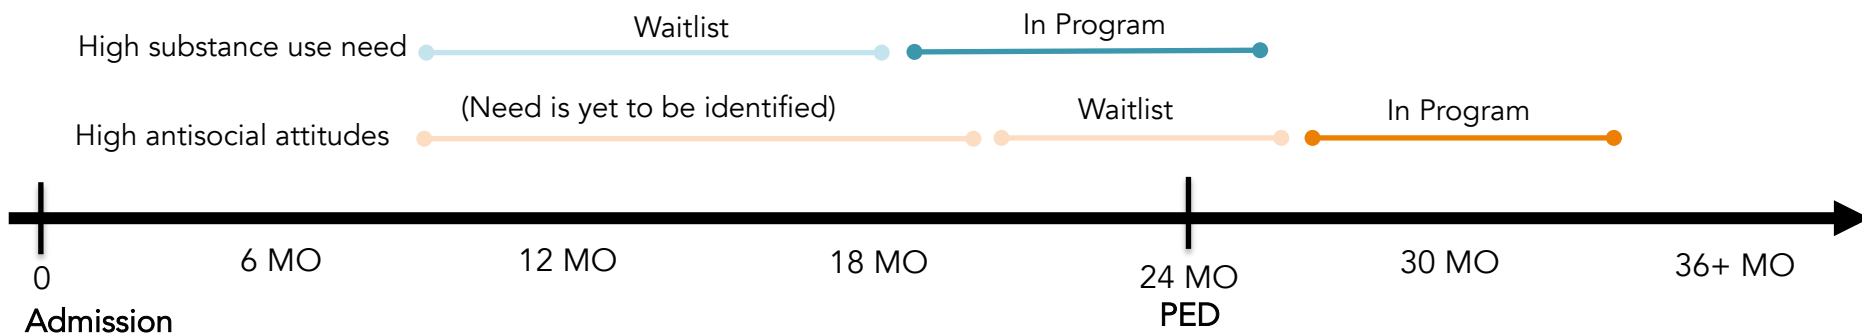 High substance use need
Waitlist
In Program
High antisocial attitudes
(Need is yet to be identified)
Waitlist
In Program
0
6 MO
12 MO
18 MO
24 MO
30 MO
36+ MO
Admission
PED